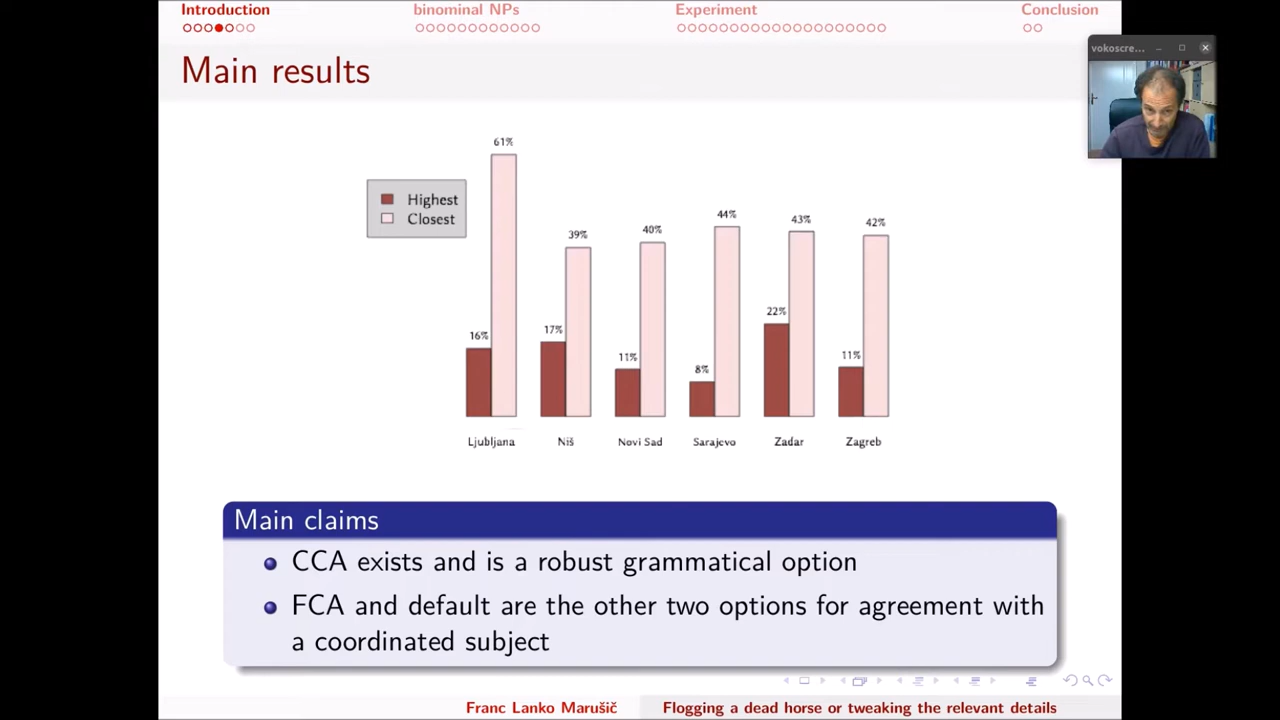 Introduction binominal NPs Experiment Conclusion
vokoscre...
Main results
Highest
Closest
61%
16%
17%
39%
11%
40%
8%
44%
22%
43%
11%
42%
Ljubljana Niš Novi Sad Sarajevo Zadar Zagreb
Main claims
CCA exists and is a robust grammatical option
FCA and default are the other two options for agreement with
a coordinated subject
Franc Lanko Marušič Flogging a dead horse or tweaking the relevant details